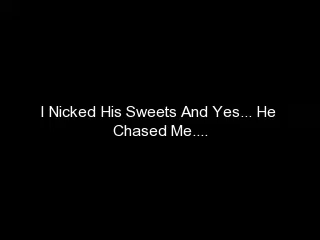 I Nicked His Sweets And Yes... He
Chased Me....